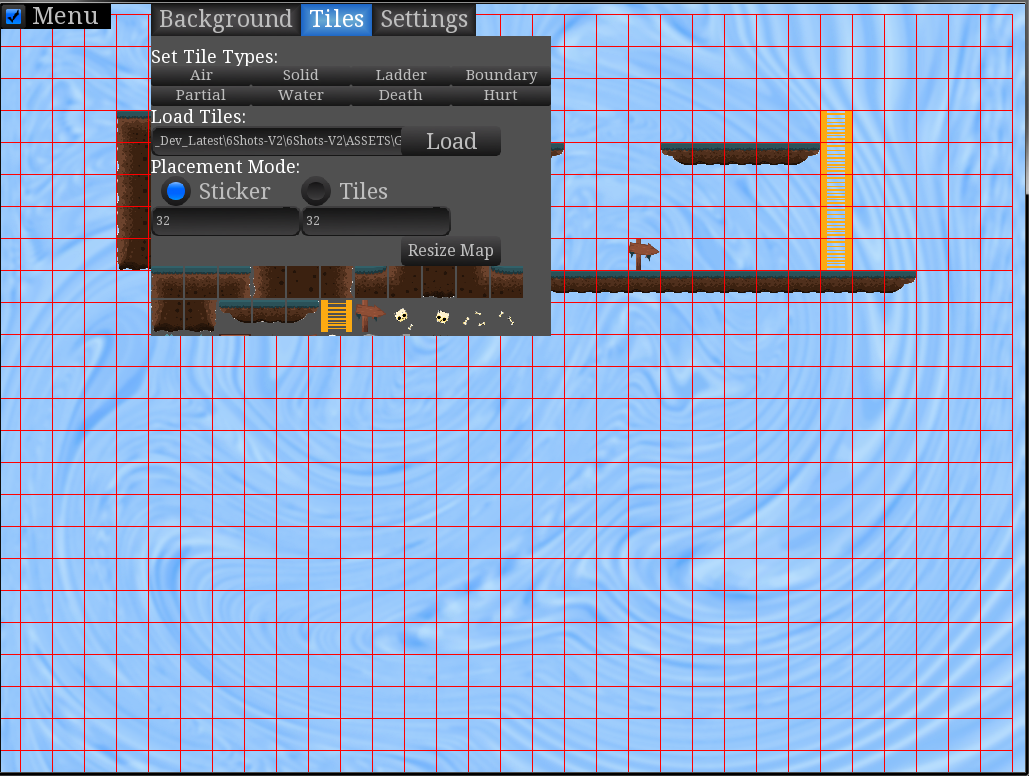 Menu
Background Tiles Settings
Set Tile Types:
Air Solid Ladder Boundary
Partial Water Death Hurt
Load Tiles:
_Dev_Latest\6Shots-V2\6Shots-V2\ASSETS\G Load
Placement Mode:
Sticker Tiles
32 32
Resize Map